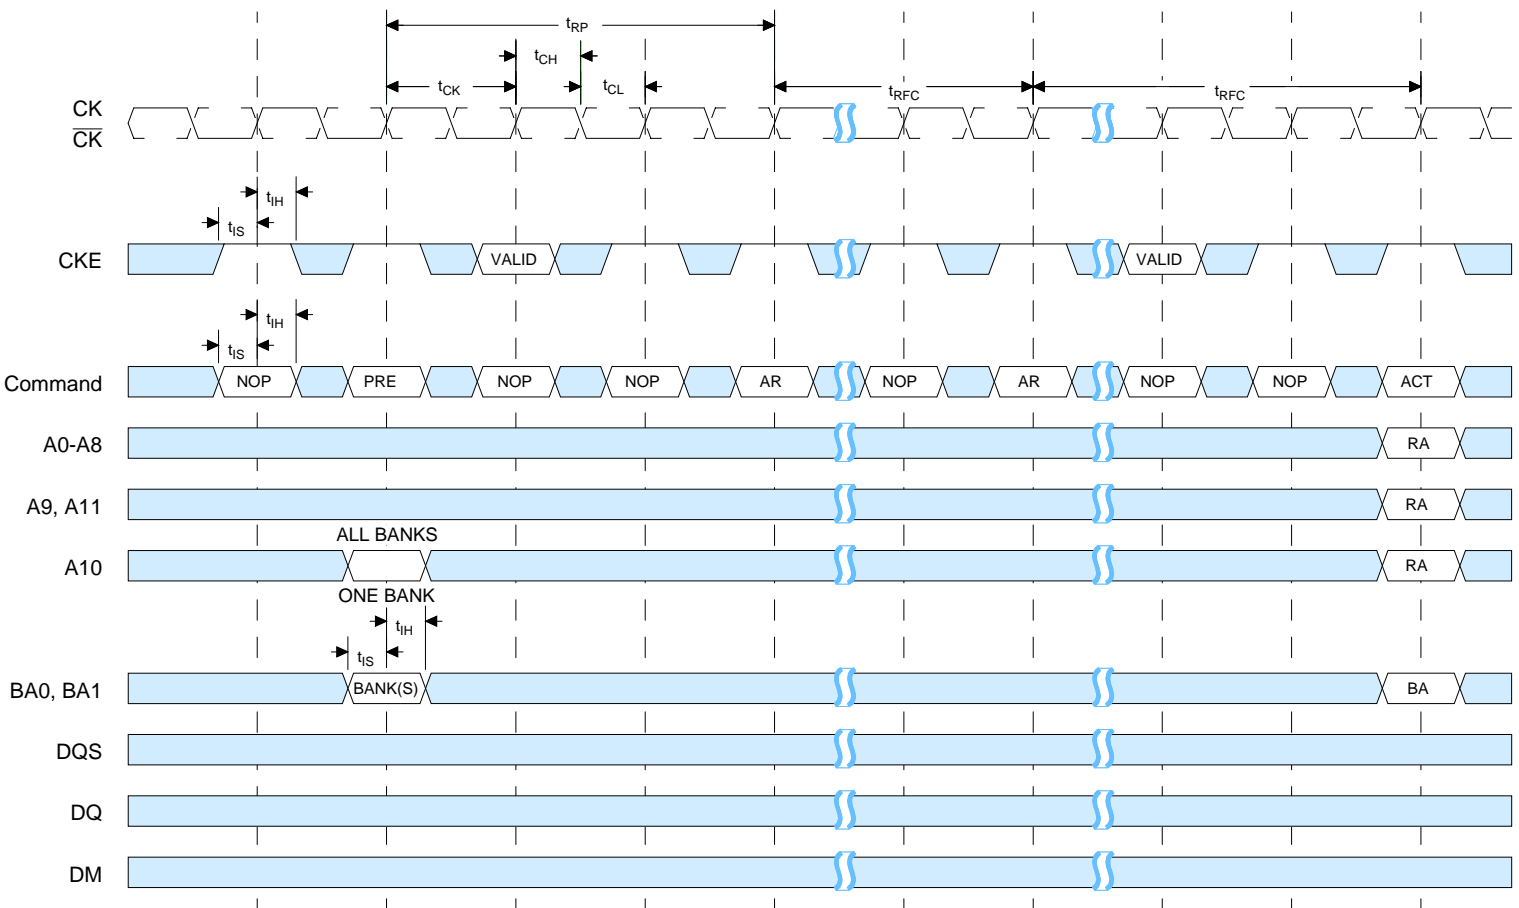 tRP
tCH
tCK
tCL
tRFC
tRFC
CK
CK
tIH
tIS
CKE
VALID
VALID
tIH
tIS
Command
NOP
PRE
NOP
NOP
AR
NOP
AR
NOP
NOP
ACT
A0-A8
RA
A9, A11
RA
ALL BANKS
A10
RA
ONE BANK
tIH
tIS
BA0, BA1
BANK(S)
BA
DQS
DQ
DM